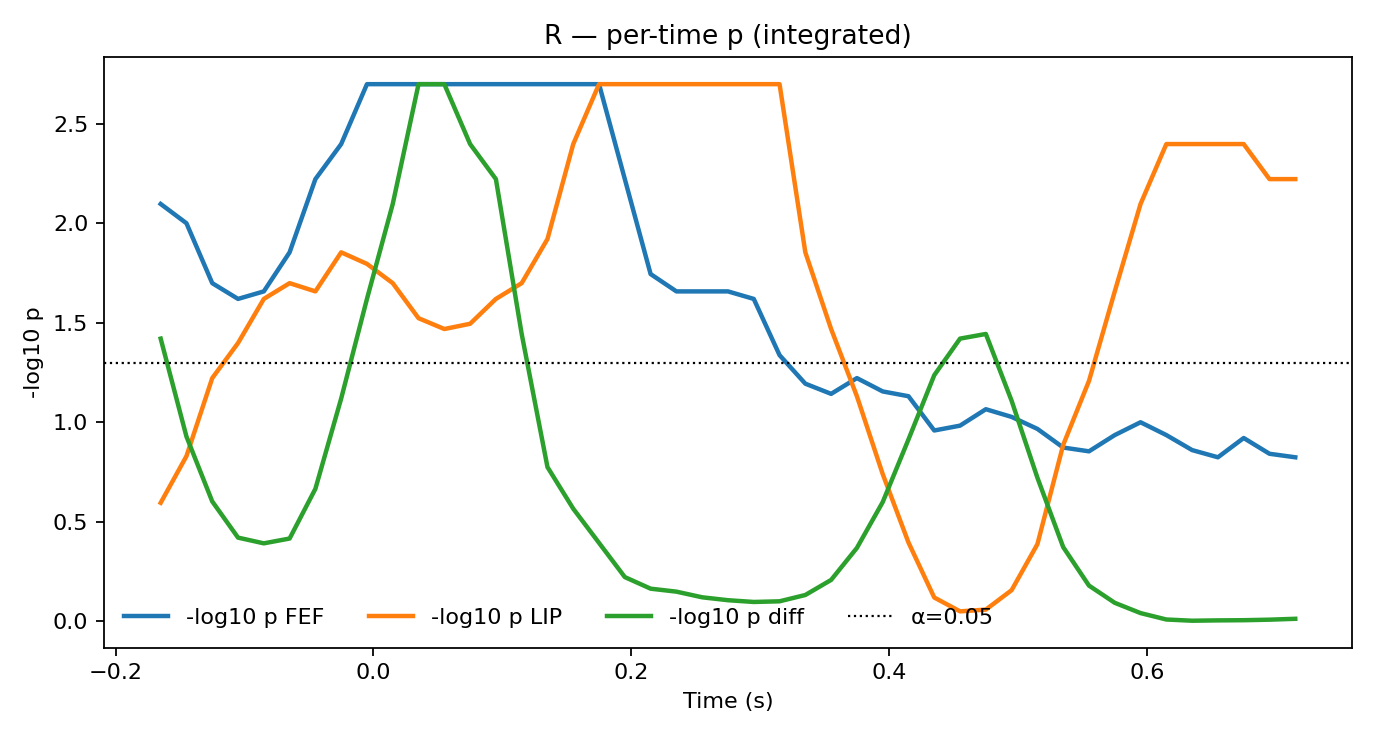 R — per-time p (integrated)
-log10 p
2.5
2.0
1.5
1.0
0.5
0.0
-log10 p FEF
-log10 p LIP
-log10 p diff
α=0.05
−0.2
0.0
0.2
0.4
0.6
Time (s)